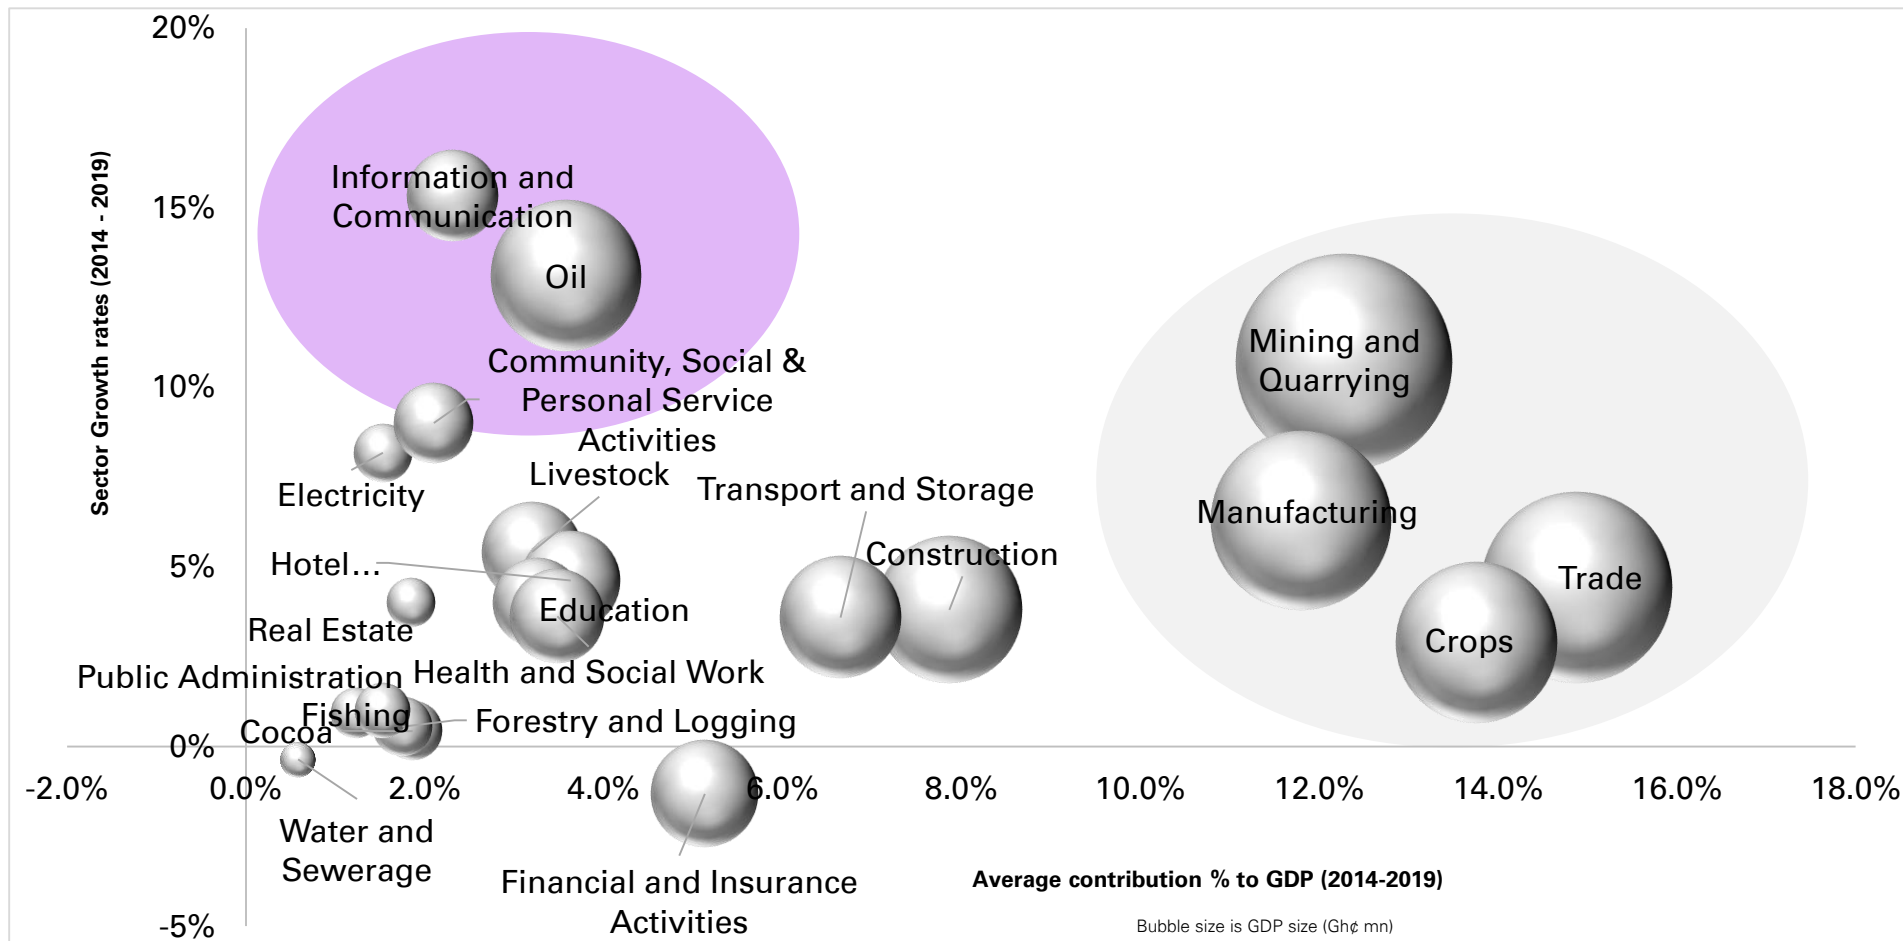 20%
15%
10%
5%
0%
-5%
Sector Growth rates (2014 - 2019)
Information and
Communication
Oil
Community, Social &
Personal Service
Activities
Electricity
Livestock
Transport and Storage
Hotel...
Construction
Education
Real Estate
Public Administration
Health and Social Work
Fishing
Forestry and Logging
Cocoa
Mining and
Quarrying
Manufacturing
Trade
Crops
-2.0%
0.0%
2.0%
4.0%
6.0%
8.0%
10.0%
12.0%
14.0%
16.0%
18.0%
Water and
Sewerage
Financial and Insurance
Activities
Average contribution % to GDP (2014-2019)
Bubble size is GDP size (Gh¢ mn)